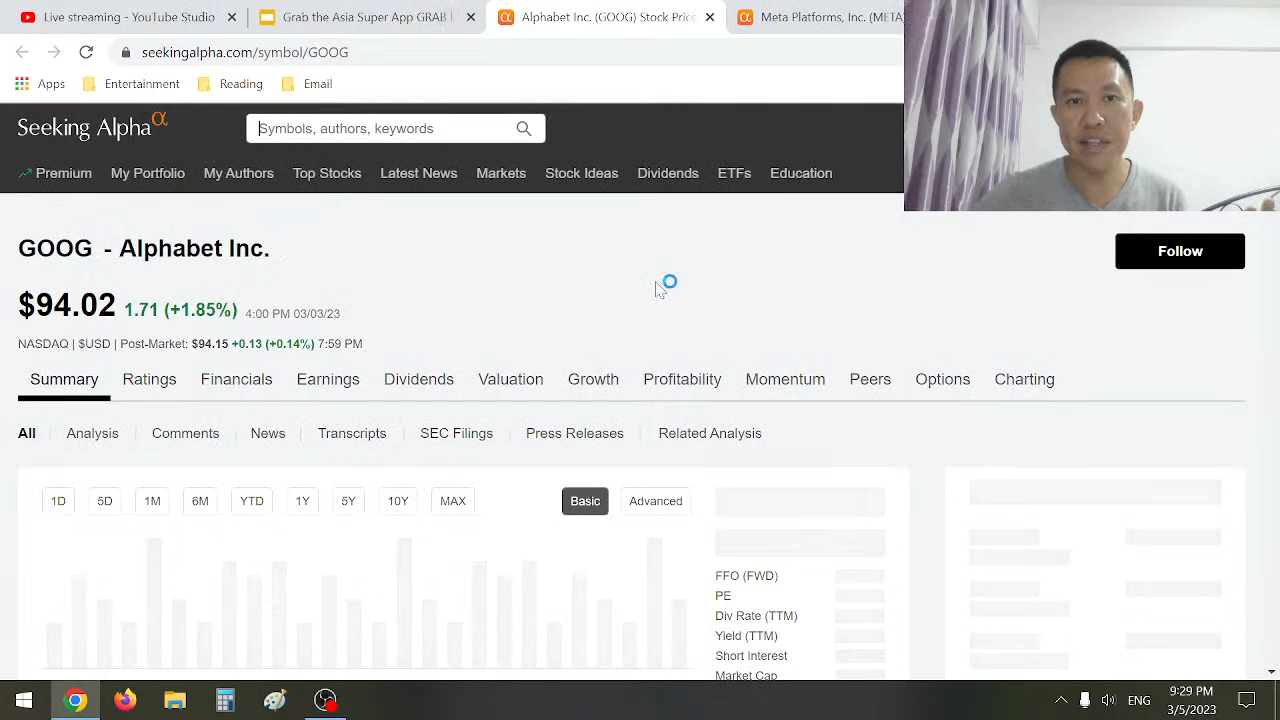 Live streaming - YouTube Studio
Grab the Asia Super App GRAB
Alphabet Inc. (GOOG) Stock Price
Meta Platforms, Inc. (META)
seekingalpha.com/symbol/GOOG
Apps Entertainment Reading Email
Seeking Alpha α
Symbols, authors, keywords
Premium My Portfolio My Authors Top Stocks Latest News Markets Stock Ideas Dividends ETFs Education
GOOG - Alphabet Inc.
Follow
$94.02 1.71 (+1.85%) 4:00 PM 03/03/23
NASDAQ | $USD | Post-Market: $94.15 +0.13 (+0.14%) 7:59 PM
Summary Ratings Financials Earnings Dividends Valuation Growth Profitability Momentum Peers Options Charting
All Analysis Comments News Transcripts SEC Filings Press Releases Related Analysis
1D 5D 1M 6M YTD 1Y 5Y 10Y MAX Basic Advanced
FFO (FWD)
PE
Div Rate (TTM)
Yield (TTM)
Short Interest
Market Cap
ENG
9:29 PM
3/5/2023